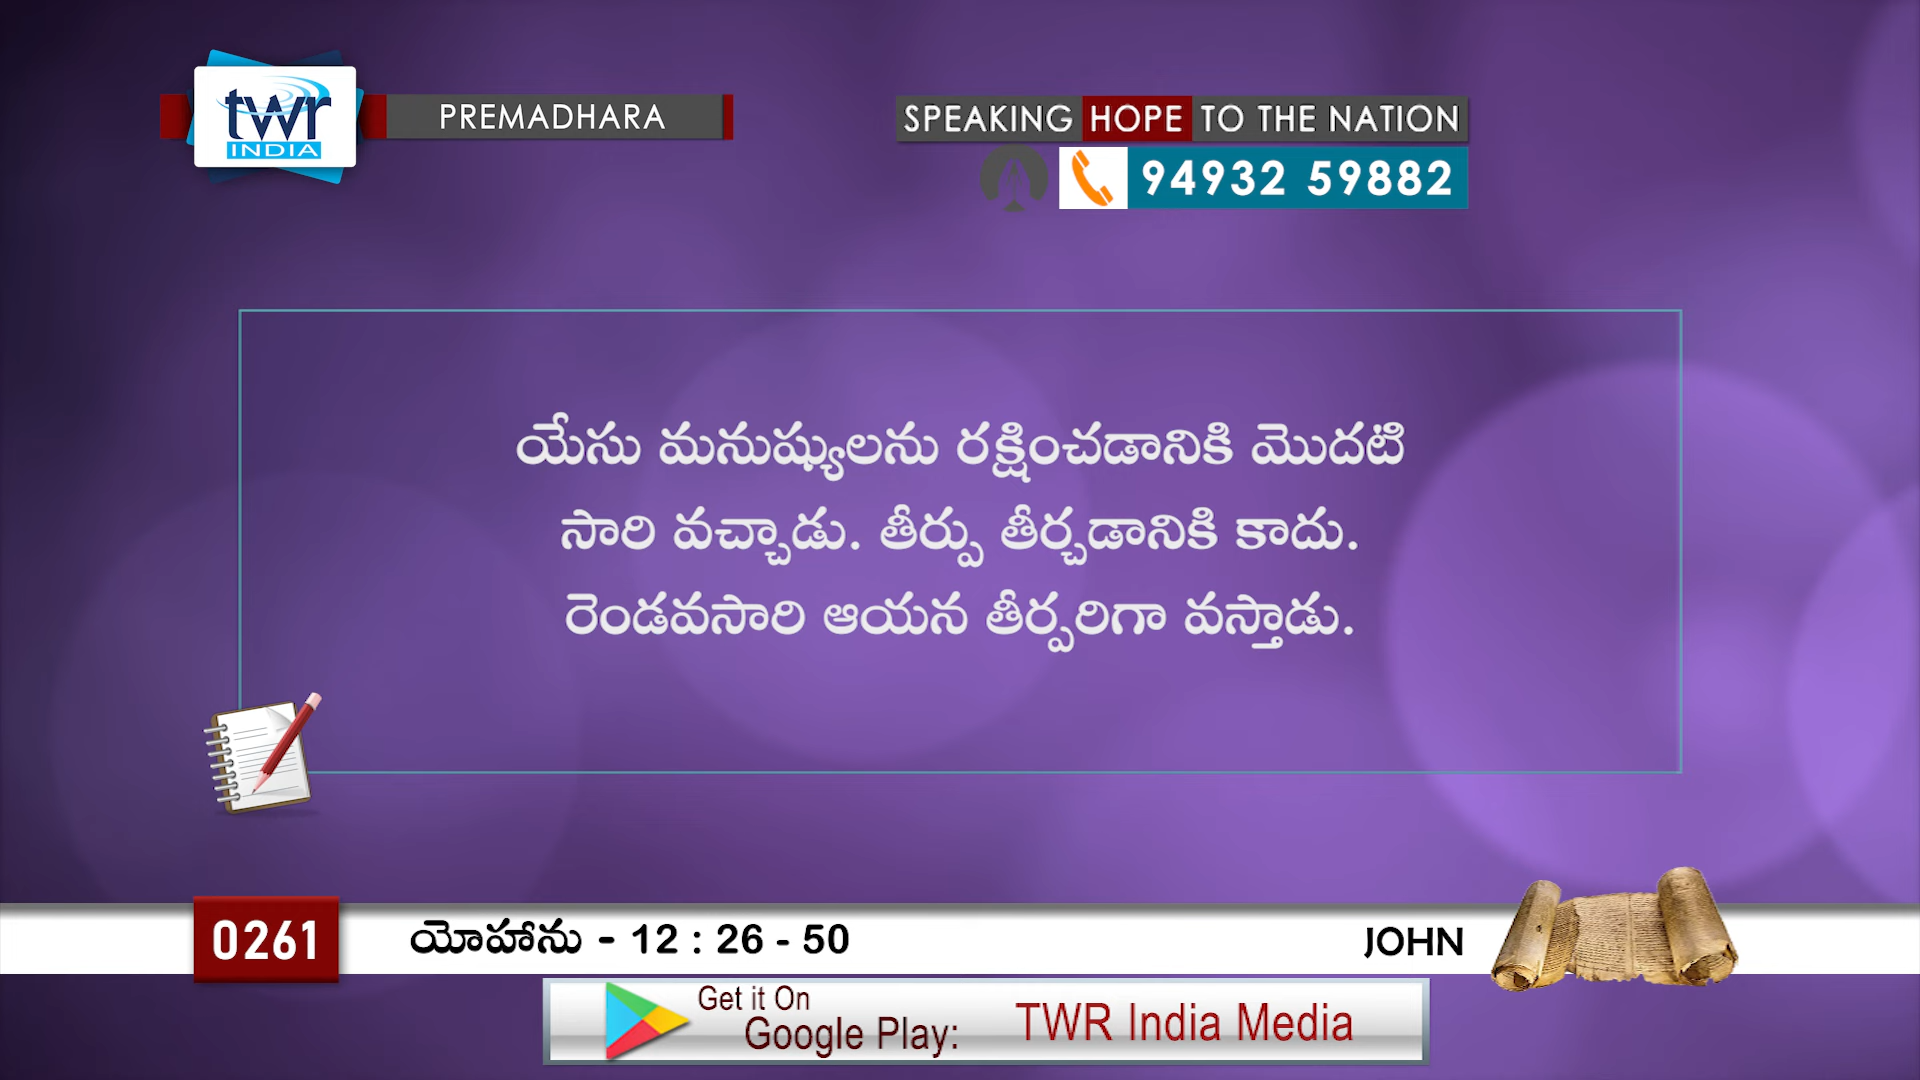 twr
INDIA
PREMADHARA
SPEAKING HOPE TO THE NATION
94932 59882
యేసు మనుష్యులను రక్షించడానికి మొదటి
సారి వచ్చాడు. తీర్పు తీర్చడానికి కాదు.
రెండవసారి ఆయన తీర్పరిగా వస్తాడు.
0261
యోహాను - 12 : 26 - 50
JOHN
Get it On
Google Play:
TWR India Media